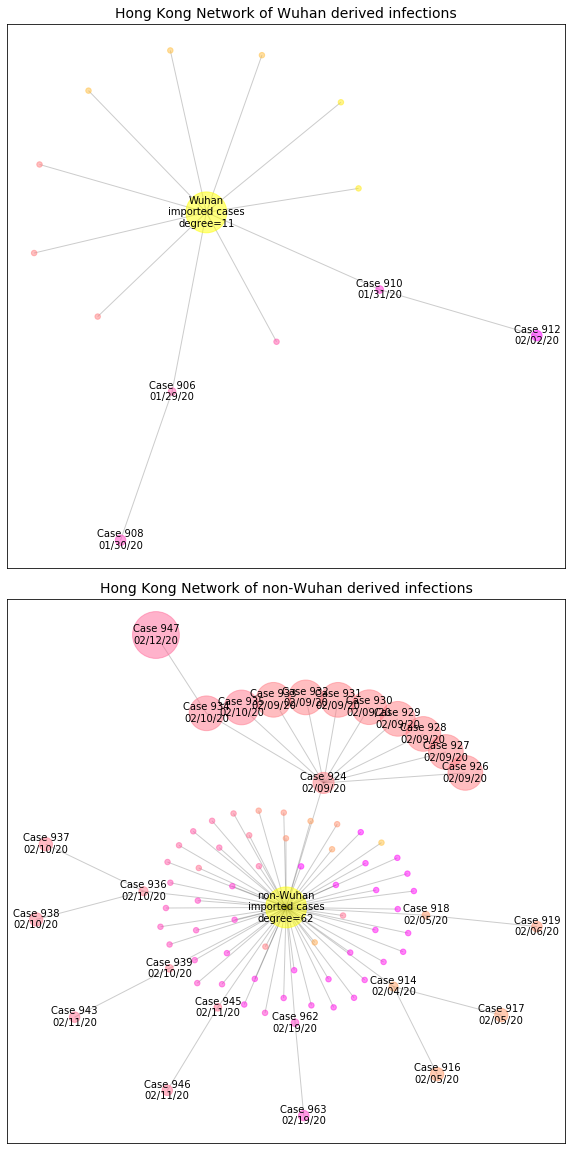 Hong Kong Network of Wuhan derived infections
Wuhan
imported cases
degree=11
Case 910
01/31/20
Case 912
02/02/20
Case 906
01/29/20
Case 908
01/30/20
Hong Kong Network of non-Wuhan derived infections
Case 947
02/12/20
Case 934
02/10/20
Case 935
02/10/20
Case 933
02/09/20
Case 932
02/09/20
Case 931
02/09/20
Case 930
02/09/20
Case 929
02/09/20
Case 928
02/09/20
Case 927
02/09/20
Case 926
02/09/20
Case 924
02/09/20
Case 937
02/10/20
Case 936
02/10/20
Case 938
02/10/20
non-Wuhan
imported cases
degree=62
Case 918
02/05/20
Case 919
02/06/20
Case 939
02/10/20
Case 943
02/11/20
Case 945
02/11/20
Case 946
02/11/20
Case 962
02/19/20
Case 963
02/19/20
Case 914
02/04/20
Case 917
02/05/20
Case 916
02/05/20